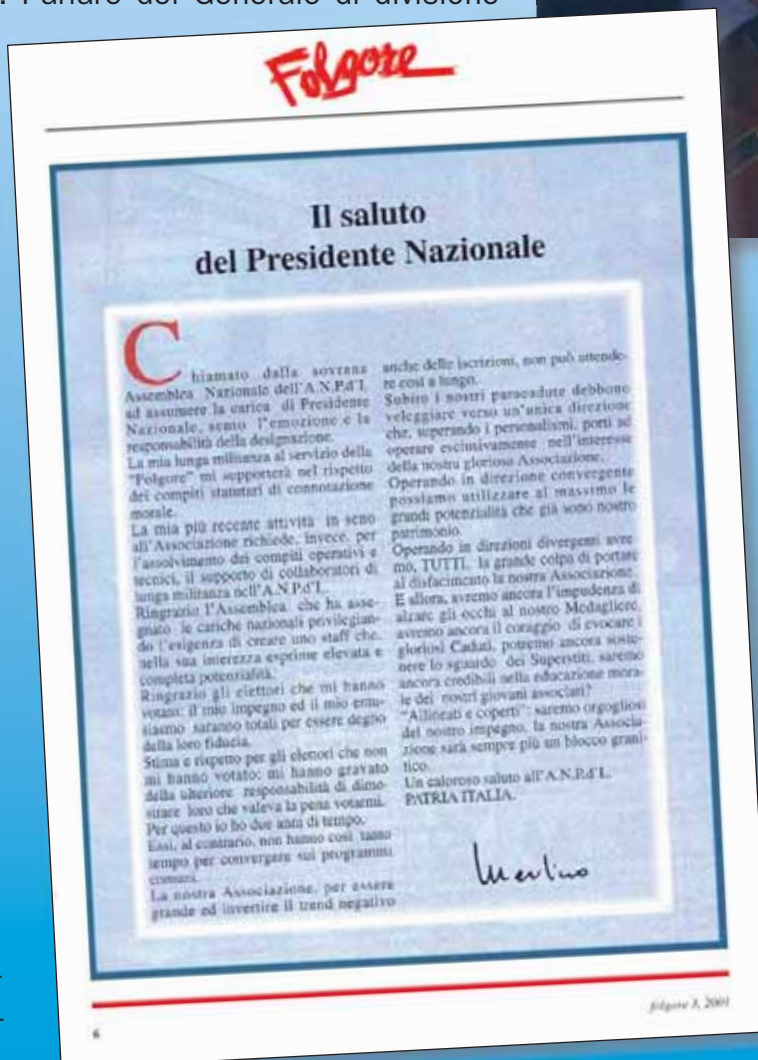 . Parlare del Generale di divisione
Folgore
Il saluto
del Presidente Nazionale
Chiamato dalla sovrana
Assemblea Nazionale dell'A.N.P.d'I.
ad assumere la carica di Presidente
Nazionale, sento l'emozione e la
responsabilità della designazione.
La mia lunga militanza al servizio della
"Folgore" mi supporterà nel rispetto
dei compiti statutari di connotazione
morale.
La mia più recente attività in seno
all'Associazione richiede, invece, per
l'assolvimento dei compiti operativi e
tecnici, il supporto di collaboratori di
lunga militanza nell'A.N.P.d'I.
Ringrazio l'Assemblea che ha asse-
gnato le cariche nazionali privilegian-
do l'esigenza di creare uno staff che,
nella sua interezza esprime elevata e
completa potenzialità.
Ringrazio gli elettori che mi hanno
votato: il mio impegno ed il mio entu-
siasmo saranno totali per essere degno
della loro fiducia.
Stima e rispetto per gli elettori che non
mi hanno votato: mi hanno gravato
della ulteriore responsabilità di dimo-
strare loro che valeva la pena votarmi.
Per questo io ho due anni di tempo.
Essi, al contrario, non hanno così tanto
tempo per convergere sui programmi
comuni.
La nostra Associazione, per essere
grande ed invertire il trend negativo
anche delle iscrizioni, non può attende-
re così a lungo.
Subito i nostri paracadute debbono
veleggiare verso un'unica direzione
che, superando i personalismi, porti ad
operare esclusivamente nell'interesse
della nostra gloriosa Associazione.
Operando in direzione convergente
possiamo utilizzare al massimo le
grandi potenzialità che già sono nostro
patrimonio.
Operando in direzioni divergenti avre-
mo, TUTTI, la grande colpa di portare
al disfacimento la nostra Associazione.
E allora, avremo ancora l'impudenza di
alzare gli occhi al nostro Medagliere,
avremo ancora il coraggio di evocare i
gloriosi Caduti, potremo ancora soste-
nere lo sguardo dei Superstiti, saremo
ancora credibili nella educazione mora-
le dei nostri giovani associati?
"Allineati e coperti": saremo orgogliosi
del nostro impegno, la nostra Associa-
zione sarà sempre più un blocco grani-
tico.
Un caloroso saluto all'A.N.P.d'I.
PATRIA ITALIA.
Merlino
6
folgore 3, 2001